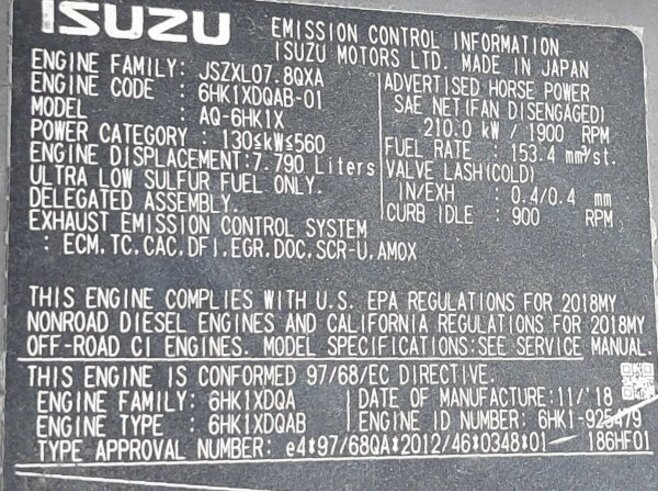 ISUZU EMISSION CONTROL INFORMATION
ISUZU MOTORS LTD. MADE IN JAPAN
ENGINE FAMILY: JSZXL07.8QXA
ENGINE CODE : 6HK1XDQAB-01
MODEL : AQ-6HK1X
POWER CATEGORY : 130≤kW≤560
ENGINE DISPLACEMENT:7.790 Liters
ULTRA LOW SULFUR FUEL ONLY.
DELEGATED ASSEMBLY.
EXHAUST EMISSION CONTROL SYSTEM
: ECM,TC,CAC,DFI,EGR,DOC,SCR-U,AMOX
ADVERTISED HORSE POWER
SAE NET(FAN DISENGAGED)
210.0 kW / 1900 RPM
FUEL RATE : 153.4 mm³/st.
VALVE LASH(COLD)
IN/EXH : 0.4/0.4 mm
CURB IDLE : 900 RPM
THIS ENGINE COMPLIES WITH U.S. EPA REGULATIONS FOR 2018MY
NONROAD DIESEL ENGINES AND CALIFORNIA REGULATIONS FOR 2018MY
OFF-ROAD CI ENGINES. MODEL SPECIFICATIONS:SEE SERVICE MANUAL.
THIS ENGINE IS CONFORMED 97/68/EC DIRECTIVE.
ENGINE FAMILY: 6HK1XDQA DATE OF MANUFACTURE:11/'18
ENGINE TYPE : 6HK1XDQAB ENGINE ID NUMBER: 6HK1-925479
TYPE APPROVAL NUMBER: e4*97/68QA*2012/46*0348*01 186HF01